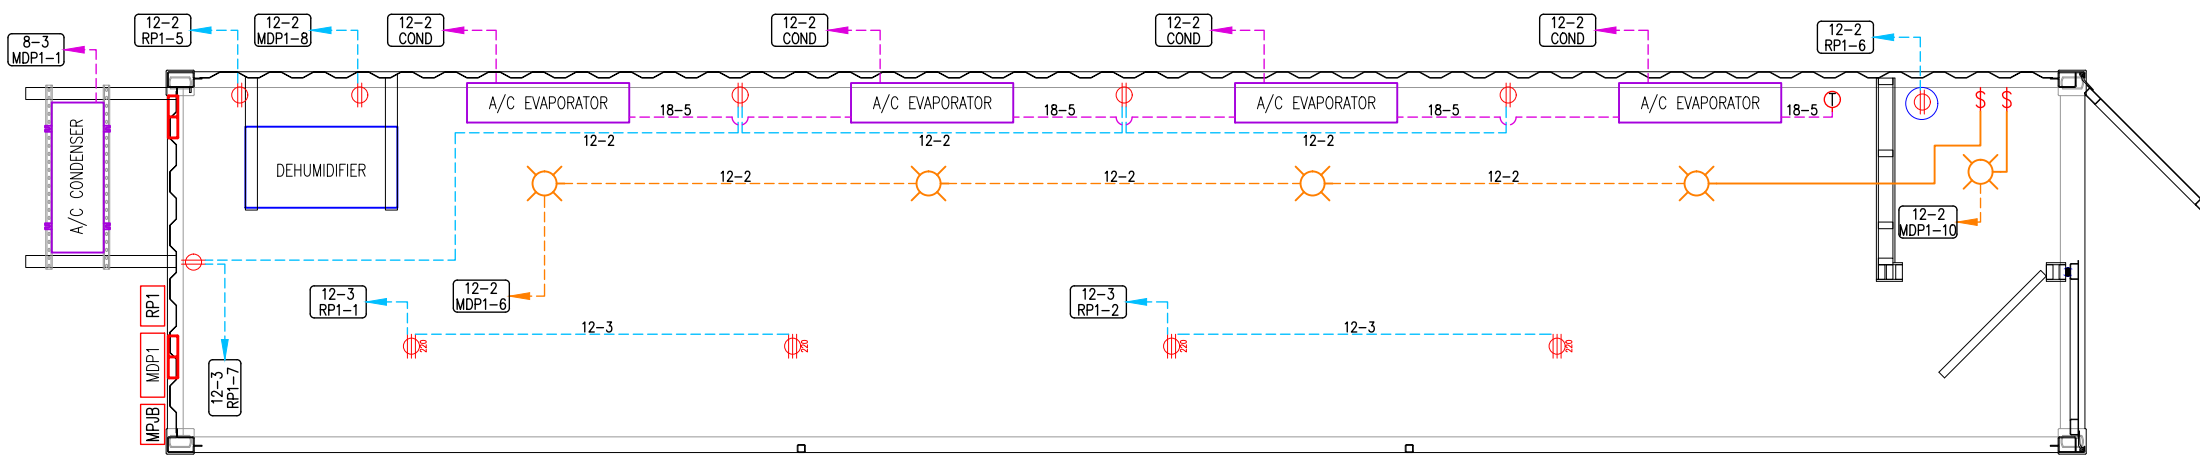 12-2
RP1-5
12-2
MDP1-8
12-2
COND
12-2
COND
12-2
COND
12-2
COND
12-2
RP1-6
8-3
MDP1-1
A/C CONDENSER
A/C EVAPORATOR
18-5
A/C EVAPORATOR
18-5
A/C EVAPORATOR
18-5
A/C EVAPORATOR
18-5
T
S
S
12-2
12-2
12-2
DEHUMIDIFIER
12-2
12-2
12-2
12-2
MDP1-10
12-2
MDP1-6
12-3
RP1-1
12-3
RP1-2
RP1
12-3
12-3
220
220
220
220
MDP1
12-3
RP1-7
MPJB